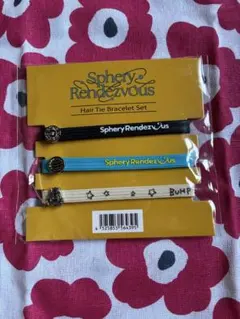 Sphery
Rendezvous
Hair Tie Bracelet Set
Sphery Rendezvous
Sphery Rendezvous
BUMP